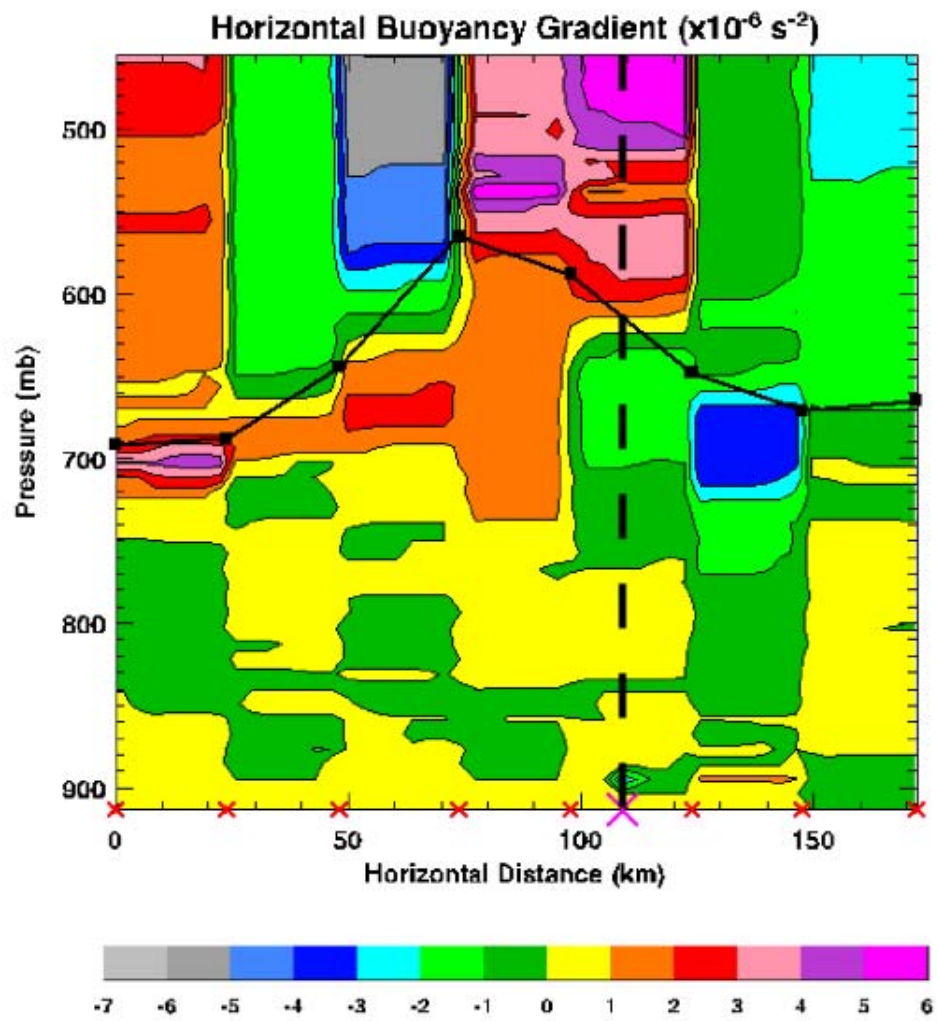 Horizontal Buoyancy Gradient (x10⁻⁶ s⁻²)
500
600
700
800
900
Pressure (mb)
0 50 100 150
Horizontal Distance (km)
-7 -6 -5 -4 -3 -2 -1 0 1 2 3 4 5 6